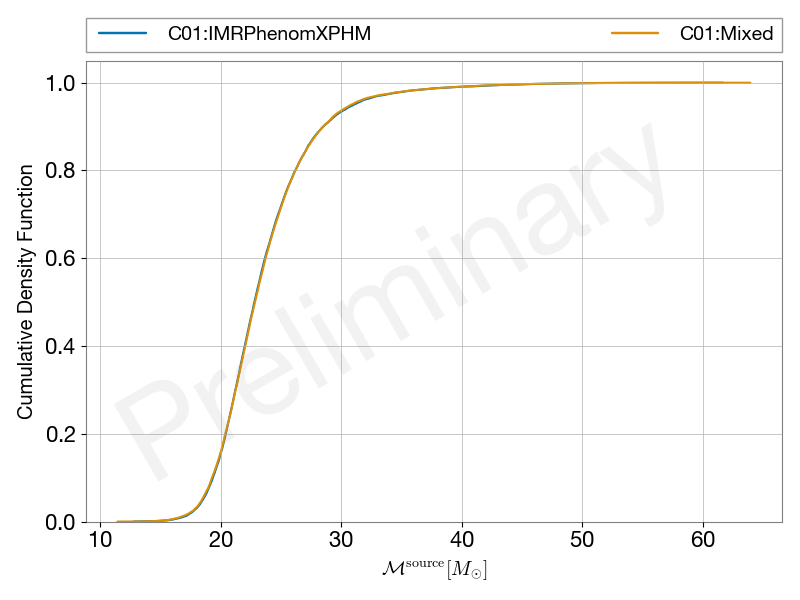 C01:IMRPhenomXPHM C01:Mixed
Cumulative Density Function
1.0
0.8
0.6
0.4
0.2
0.0
Preliminary
10 20 30 40 50 60
ℳ^source[M_⊙]